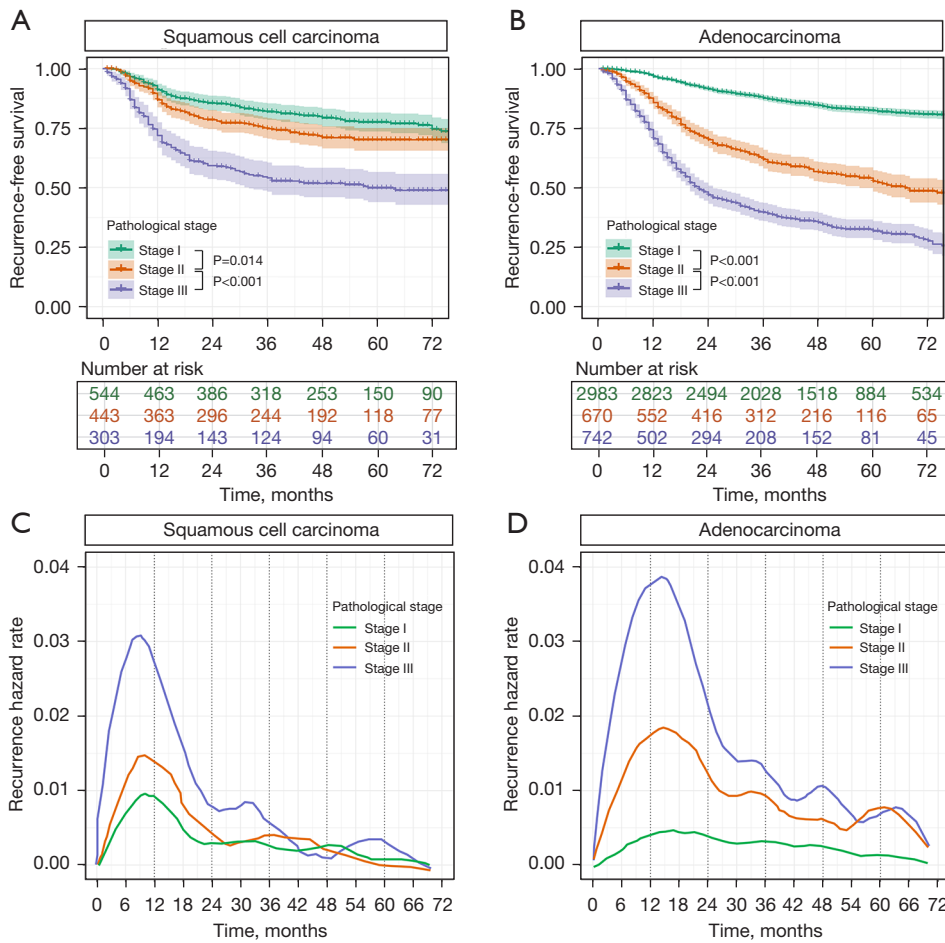 A
Squamous cell carcinoma
Recurrence-free survival
1.00
0.75
0.50
0.25
0.00
Pathological stage
Stage I
Stage II
Stage III
P=0.014
P<0.001
0 12 24 36 48 60 72
Number at risk
544 463 386 318 253 150 90
443 363 296 244 192 118 77
303 194 143 124 94 60 31
0 12 24 36 48 60 72
Time, months
B
Adenocarcinoma
Recurrence-free survival
1.00
0.75
0.50
0.25
0.00
Pathological stage
Stage I
Stage II
Stage III
P<0.001
P<0.001
0 12 24 36 48 60 72
Number at risk
2983 2823 2494 2028 1518 884 534
670 552 416 312 216 116 65
742 502 294 208 152 81 45
0 12 24 36 48 60 72
Time, months
C
Squamous cell carcinoma
Recurrence hazard rate
0.04
0.03
0.02
0.01
0.00
Pathological stage
Stage I
Stage II
Stage III
0 6 12 18 24 30 36 42 48 54 60 66 72
Time, months
D
Adenocarcinoma
Recurrence hazard rate
0.04
0.03
0.02
0.01
0.00
Pathological stage
Stage I
Stage II
Stage III
0 6 12 18 24 30 36 42 48 54 60 66 72
Time, months